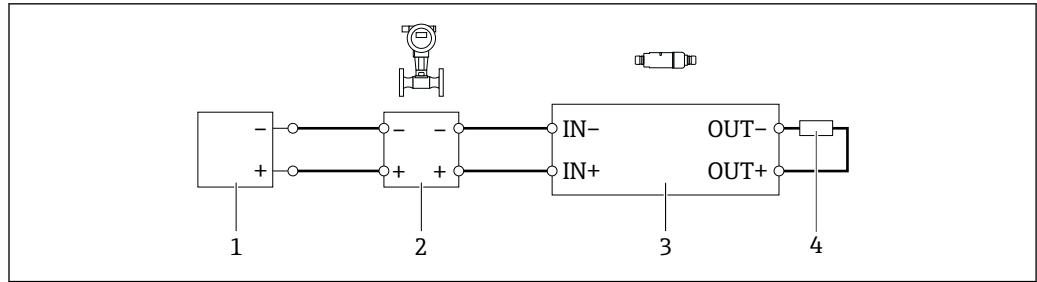 − − − IN− OUT−
+ + + IN+ OUT+
1 2 3 4